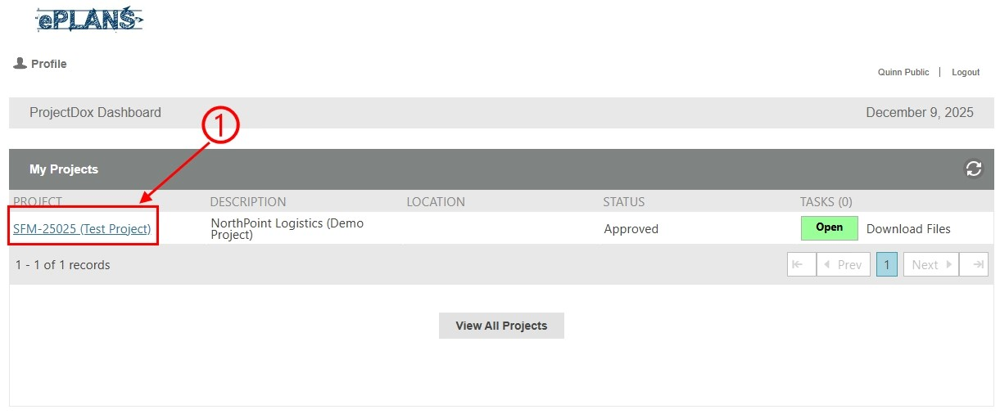 ePLANS
Profile
Quinn Public | Logout
ProjectDox Dashboard December 9, 2025
1
My Projects
PROJECT DESCRIPTION LOCATION STATUS TASKS (0)
SFM-25025 (Test Project) NorthPoint Logistics (Demo Project) Approved Open Download Files
1 - 1 of 1 records Prev 1 Next
View All Projects